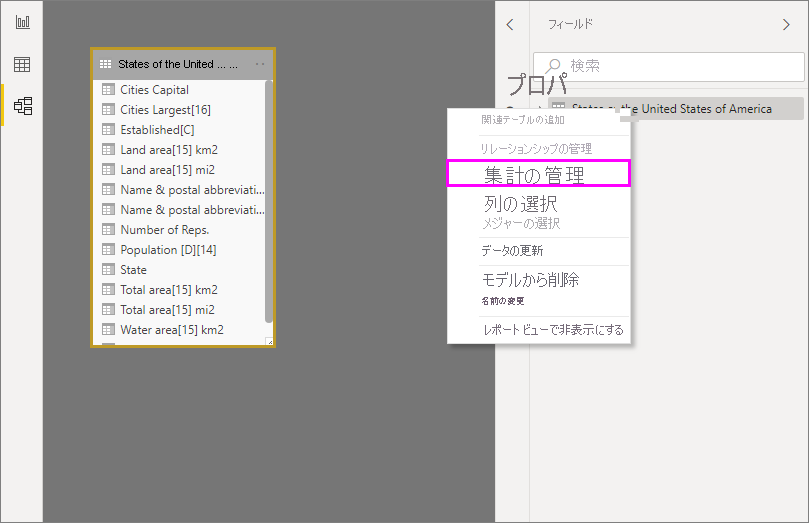 States of the United ... ...
Cities Capital
Cities Largest[16]
Established[C]
Land area[15] km2
Land area[15] mi2
Name & postal abbreviati...
Name & postal abbreviati...
Number of Reps.
Population [D][14]
State
Total area[15] km2
Total area[15] mi2
Water area[15] km2
フィールド
検索
プロパ
the United States of America
関連テーブルの追加
リレーションシップの管理
集計の管理
列の選択
メジャーの選択
データの更新
モデルから削除
名前の変更
レポート ビューで非表示にする